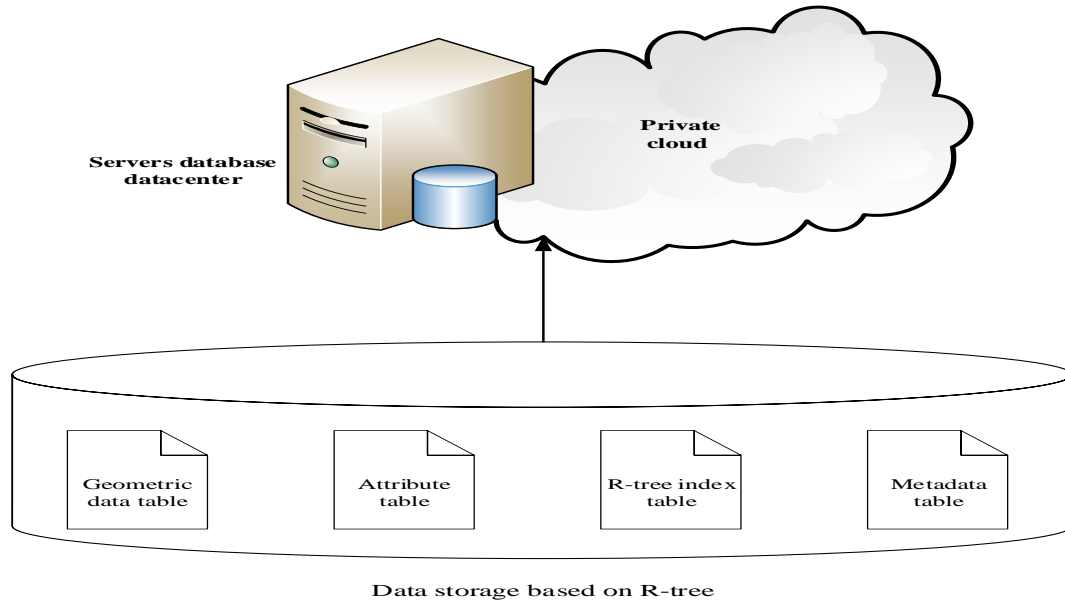 Private
cloud
Servers database
datacenter
Geometric
data table
Attribute
table
R-tree index
table
Metadata
table
Data storage based on R-tree